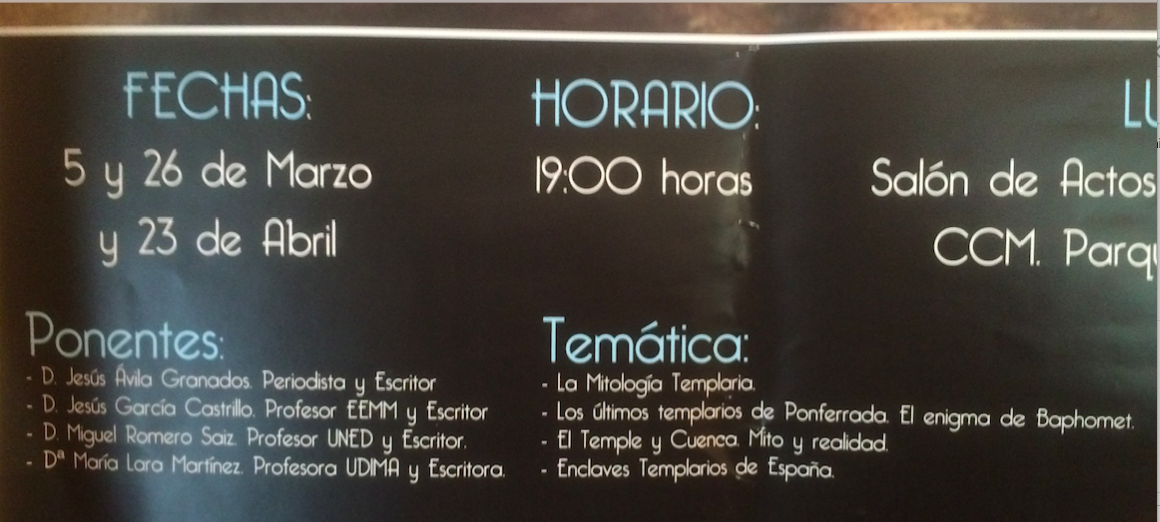 FECHAS:
5 y 26 de Marzo
y 23 de Abril
HORARIO:
19:00 horas
LU
Salón de Actos
CCM. Parqu
Ponentes:
- D. Jesús Ávila Granados. Periodista y Escritor
- D. Jesús García Castrillo. Profesor EEMM y Escritor
- D. Miguel Romero Saiz. Profesor UNED y Escritor.
- Dª María Lara Martínez. Profesora UDIMA y Escritora.
Temática:
- La Mitología Templaria.
- Los últimos templarios de Ponferrada. El enigma de Baphomet.
- El Temple y Cuenca. Mito y realidad.
- Enclaves Templarios de España.